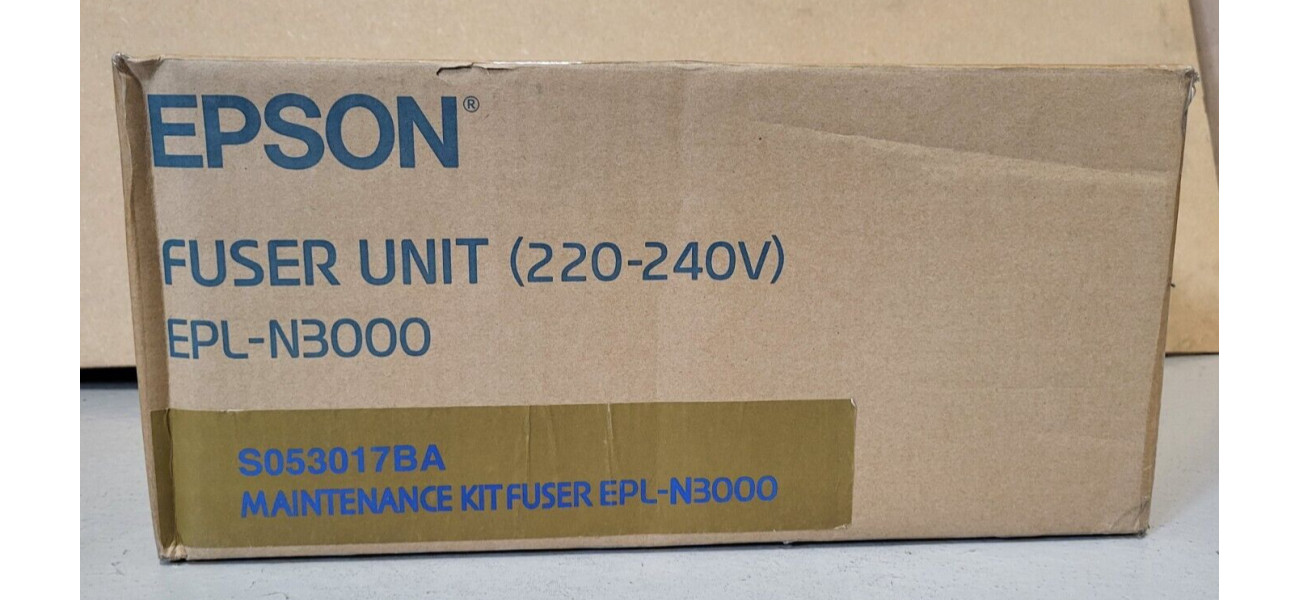 EPSON®
FUSER UNIT (220-240V)
EPL-N3000
S053017BA
MAINTENANCE KIT FUSER EPL-N3000